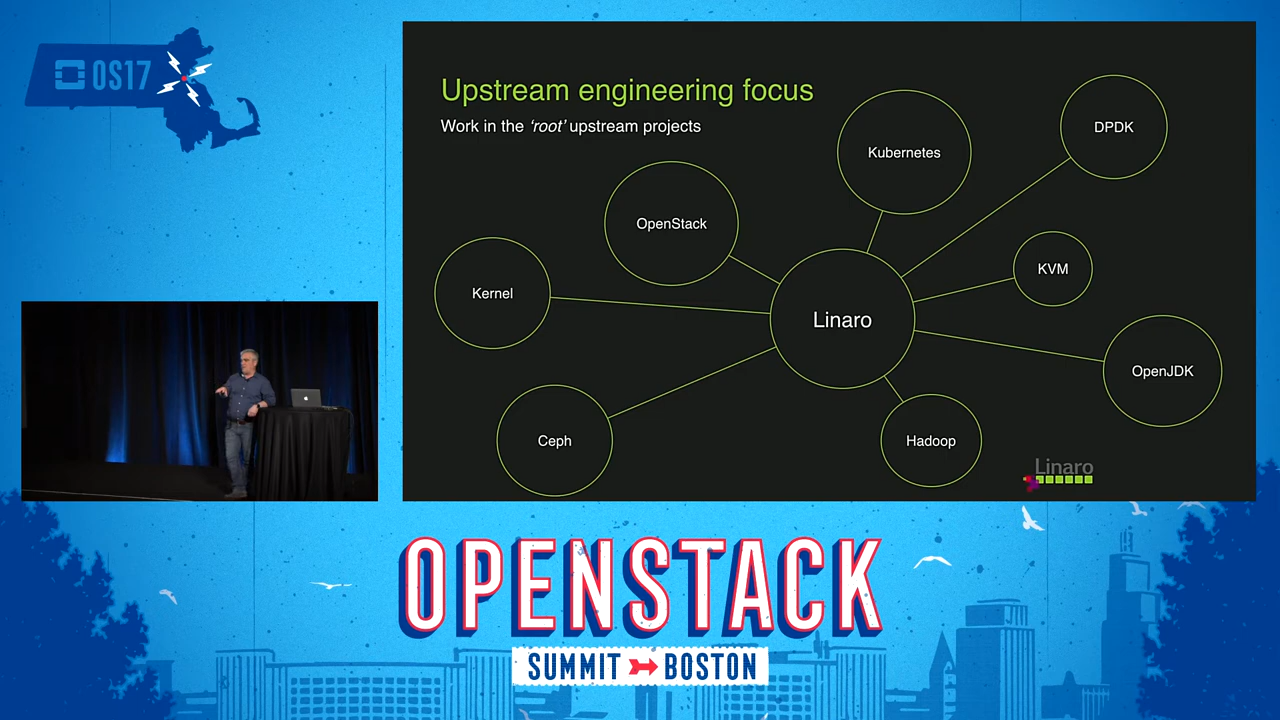 OS17
Upstream engineering focus
Work in the 'root' upstream projects
Kubernetes
DPDK
OpenStack
KVM
Kernel
Linaro
OpenJDK
Ceph
Hadoop
Linaro
OPENSTACK
SUMMIT BOSTON